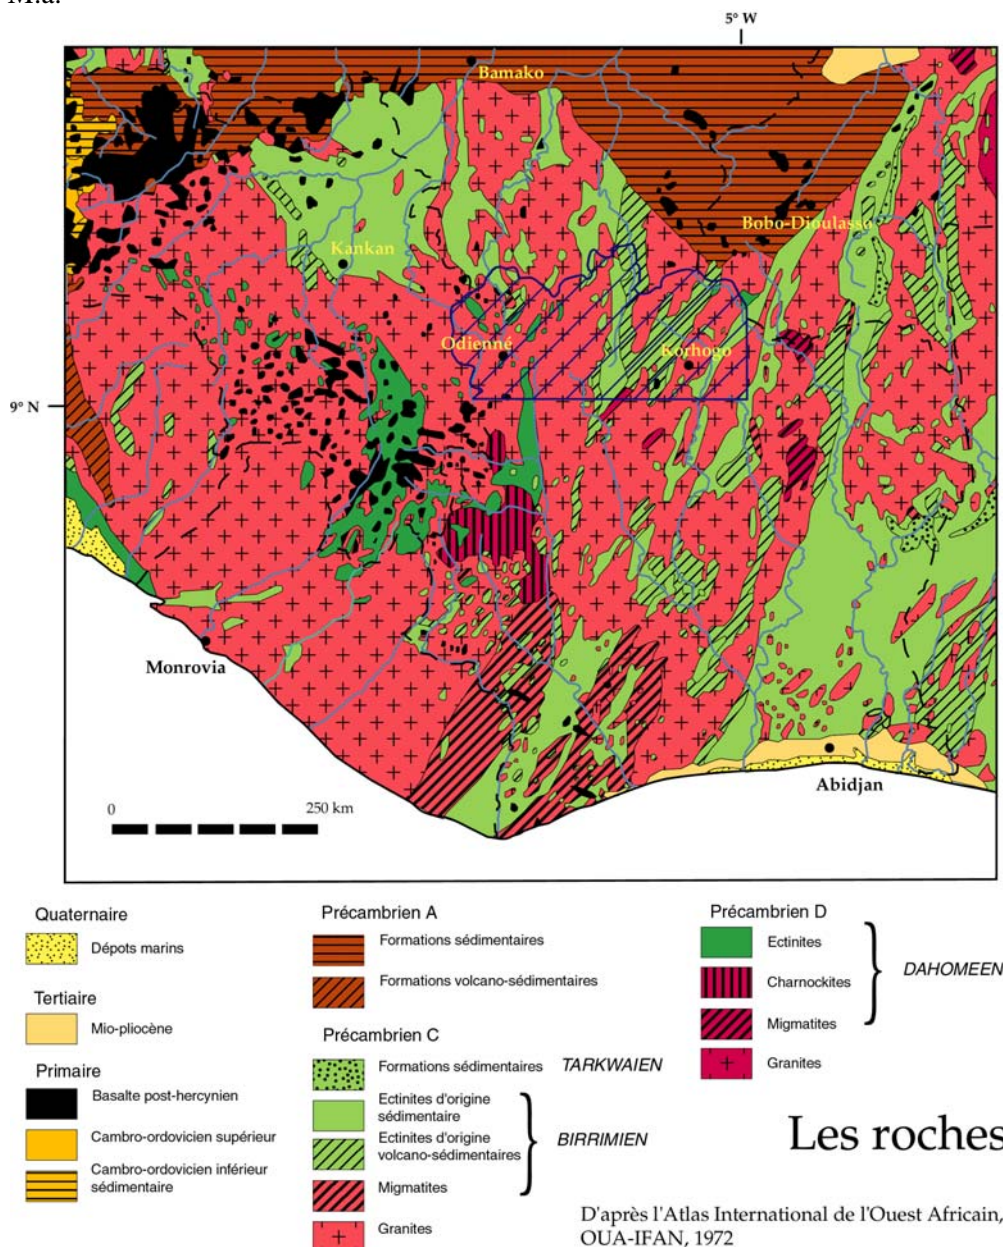 M.a.
5° W
Bamako
Bobo-Dioulasso
Kankan
Odienné
Korhogo
9° N
Monrovia
Abidjan
0 250 km
Quaternaire
Dépots marins
Tertiaire
Mio-pliocène
Primaire
Basalte post-hercynien
Cambro-ordovicien supérieur
Cambro-ordovicien inférieur
sédimentaire
Précambrien A
Formations sédimentaires
Formations volcano-sédimentaires
Précambrien C
Formations sédimentaires TARKWAIEN
Ectinites d'origine
sédimentaire
Ectinites d'origine
volcano-sédimentaires
BIRRIMIEN
Migmatites
Granites
Précambrien D
Ectinites
Charnockites
DAHOMEEN
Migmatites
Granites
Les roches
D'après l'Atlas International de l'Ouest Africain,
OUA-IFAN, 1972